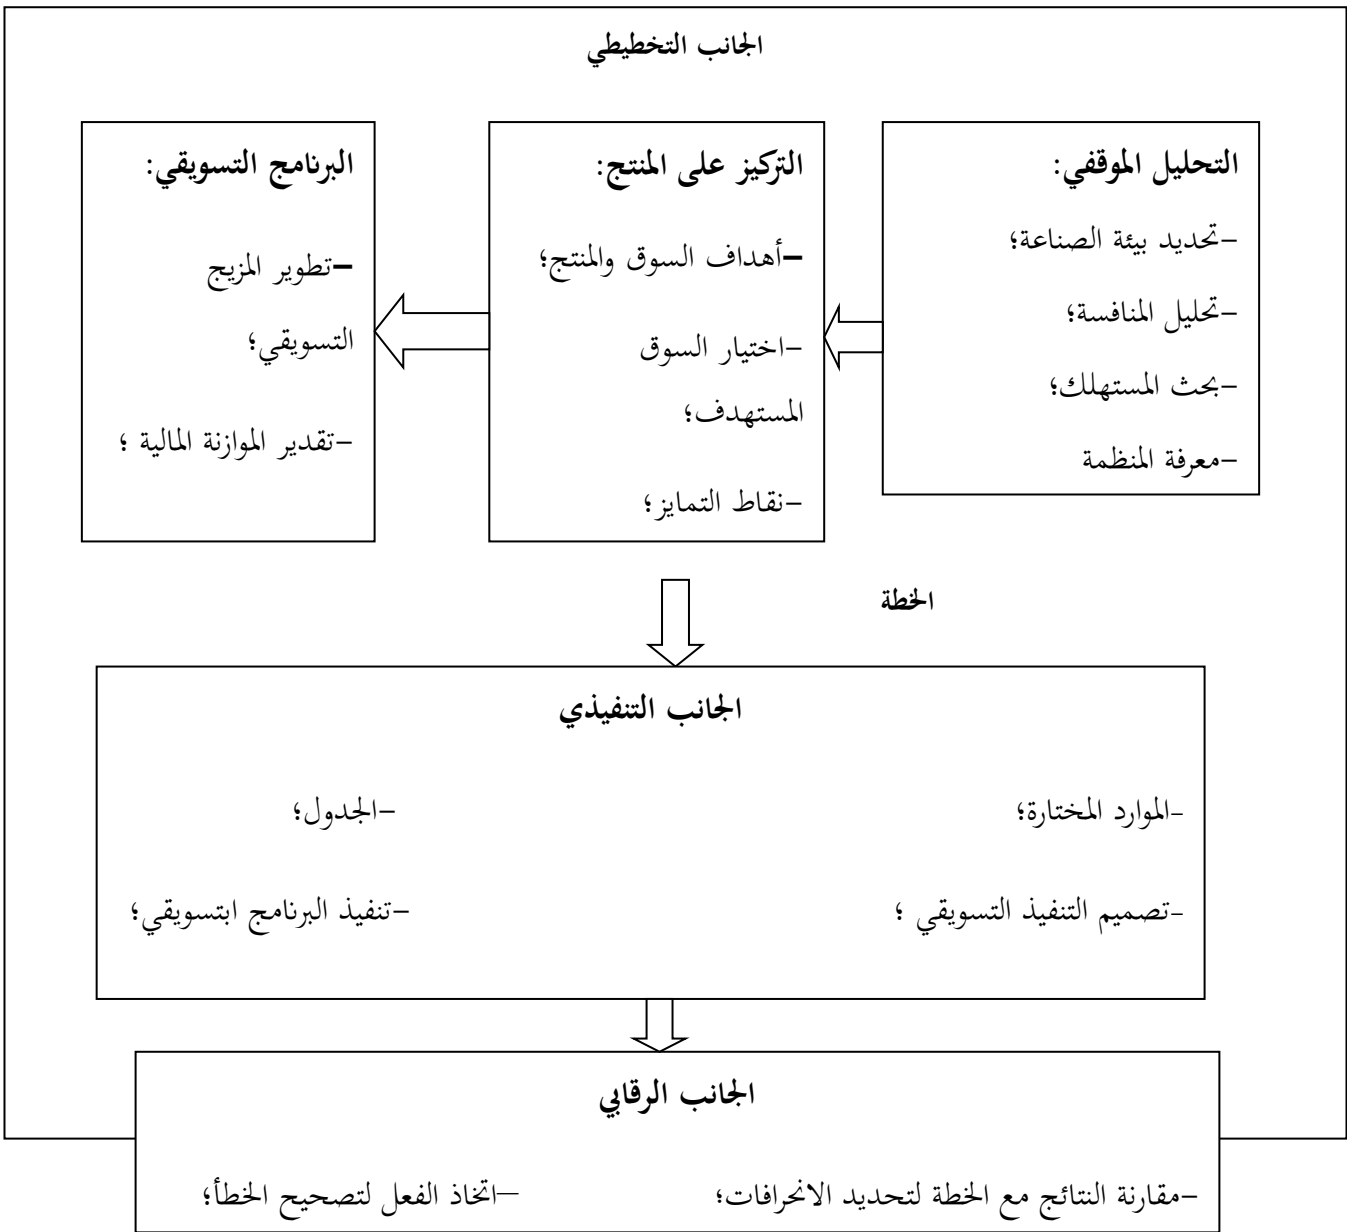 الجانب التخطيطي
التحليل الموقفي:
-تحديد بيئة الصناعة؛
-تحليل المنافسة؛
-بحث المستهلك؛
-معرفة المنظمة
التركيز على المنتج:
-أهداف السوق والمنتج؛
-اختيار السوق
المستهدف؛
-نقاط التمايز؛
البرنامج التسويقي:
-تطوير المزيج
التسويقي؛
-تقدير الموازنة المالية ؛
الخطة
الجانب التنفيذي
-الموارد المختارة؛
-الجدول؛
-تصميم التنفيذ التسويقي ؛
-تنفيذ البرنامج ابتسويقي؛
الجانب الرقابي
-مقارنة النتائج مع الخطة لتحديد الانحرافات؛
—اتخاذ الفعل لتصحيح الخطأ؛